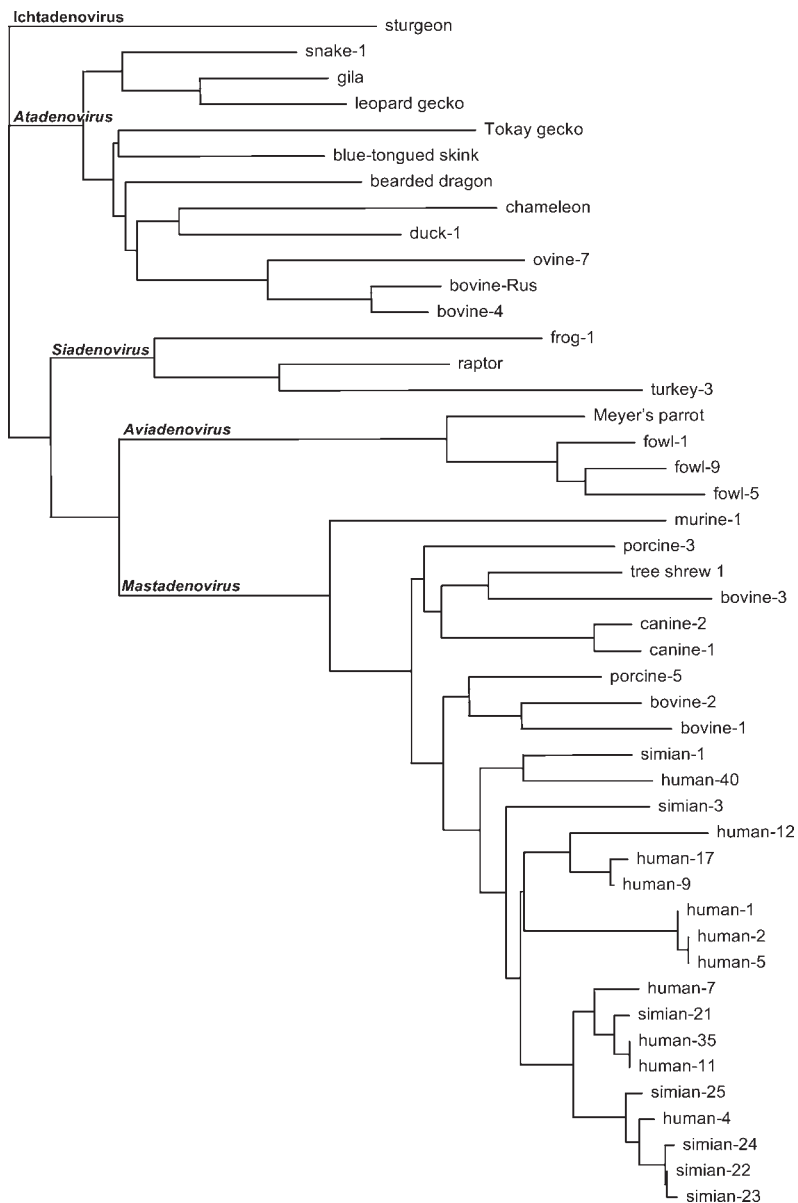 Ichtadenovirus
sturgeon
snake-1
gila
leopard gecko
Atadenovirus
Tokay gecko
blue-tongued skink
bearded dragon
chameleon
duck-1
ovine-7
bovine-Rus
bovine-4
frog-1
Siadenovirus
raptor
turkey-3
Meyer's parrot
Aviadenovirus
fowl-1
fowl-9
fowl-5
murine-1
porcine-3
tree shrew 1
Mastadenovirus
bovine-3
canine-2
canine-1
porcine-5
bovine-2
bovine-1
simian-1
human-40
simian-3
human-12
human-17
human-9
human-1
human-2
human-5
human-7
simian-21
human-35
human-11
simian-25
human-4
simian-24
simian-22
simian-23